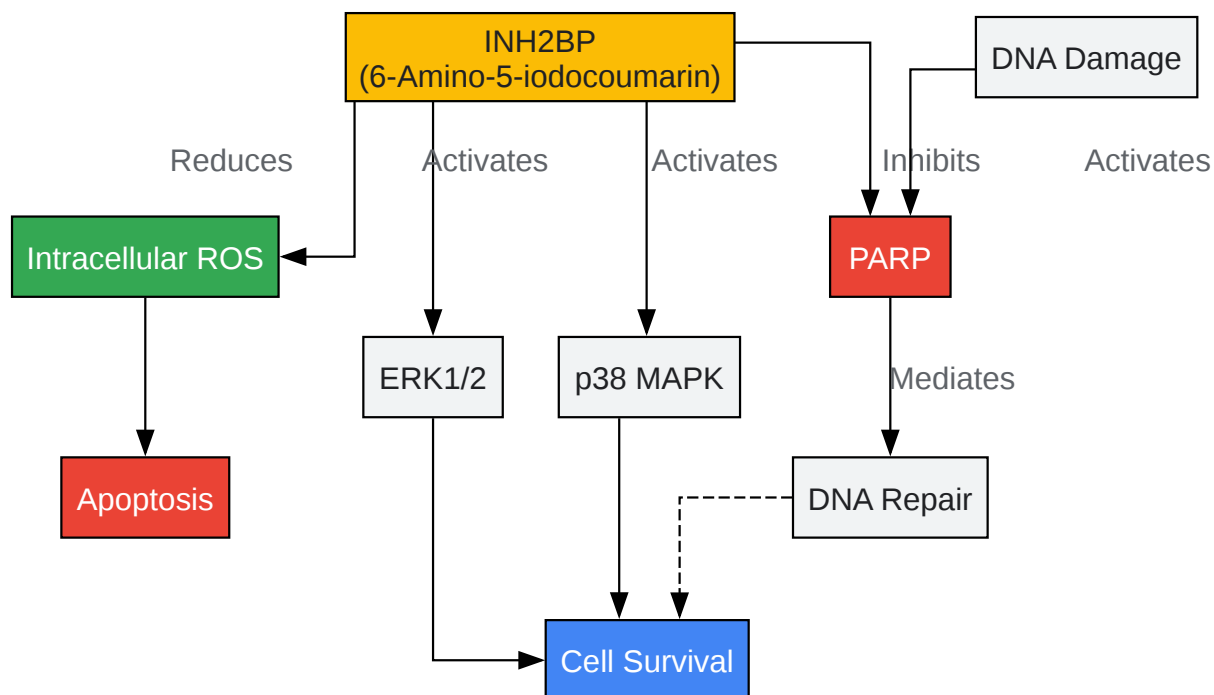 INH2BP
(6-Amino-5-iodocoumarin)
DNA Damage
Reduces
Activates
Activates
Inhibits
Activates
Intracellular ROS
PARP
ERK1/2
p38 MAPK
Mediates
Apoptosis
DNA Repair
Cell Survival